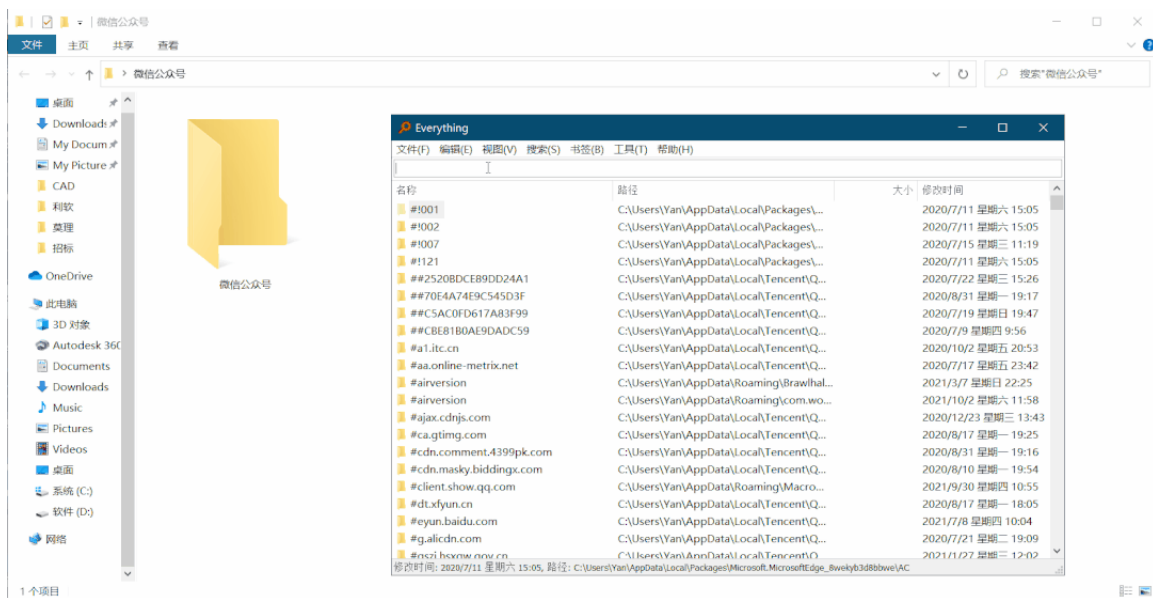 微信公众号
文件 主页 共享 查看
微信公众号 搜索"微信公众号"
桌面
Downloads
My Docum
My Picture
CAD
利软
莫理
招标
OneDrive
此电脑
3D 对象
Autodesk 360
Documents
Downloads
Music
Pictures
Videos
桌面
系统 (C:)
软件 (D:)
网络
1 个项目
微信公众号
Everything
文件(F) 编辑(E) 视图(V) 搜索(S) 书签(B) 工具(T) 帮助(H)
名称 路径 大小 修改时间
#!001 C:\Users\Yan\AppData\Local\Packages\... 2020/7/11 星期六 15:05
#!002 C:\Users\Yan\AppData\Local\Packages\... 2020/7/11 星期六 15:05
#!007 C:\Users\Yan\AppData\Local\Packages\... 2020/7/15 星期三 11:19
#!121 C:\Users\Yan\AppData\Local\Packages\... 2020/7/11 星期六 15:05
##2520BDCE89DD24A1 C:\Users\Yan\AppData\Local\Tencent\Q... 2020/7/22 星期三 15:26
##70E4A74E9C545D3F C:\Users\Yan\AppData\Local\Tencent\Q... 2020/8/31 星期一 19:17
##C5AC0FD617A83F99 C:\Users\Yan\AppData\Local\Tencent\Q... 2020/7/19 星期日 19:47
##CBE81B0AE9DADC59 C:\Users\Yan\AppData\Local\Tencent\Q... 2020/7/9 星期四 9:56
#a1.itc.cn C:\Users\Yan\AppData\Local\Tencent\Q... 2020/10/2 星期五 20:53
#aa.online-metrix.net C:\Users\Yan\AppData\Local\Tencent\Q... 2020/7/17 星期五 23:42
#airversion C:\Users\Yan\AppData\Roaming\Brawlhal... 2021/3/7 星期日 22:25
#airversion C:\Users\Yan\AppData\Roaming\com.wo... 2021/10/2 星期六 11:58
#ajax.cdnjs.com C:\Users\Yan\AppData\Local\Tencent\Q... 2020/12/23 星期三 13:43
#ca.gtimg.com C:\Users\Yan\AppData\Local\Tencent\Q... 2020/8/17 星期一 19:25
#cdn.comment.4399pk.com C:\Users\Yan\AppData\Local\Tencent\Q... 2020/8/31 星期一 19:16
#cdn.masky.biddingx.com C:\Users\Yan\AppData\Local\Tencent\Q... 2020/8/10 星期一 19:54
#client.show.qq.com C:\Users\Yan\AppData\Roaming\Macro... 2021/9/30 星期四 10:55
#dt.xfyun.cn C:\Users\Yan\AppData\Local\Tencent\Q... 2020/8/17 星期一 18:05
#eyun.baidu.com C:\Users\Yan\AppData\Local\Tencent\Q... 2021/7/8 星期四 10:04
#g.alicdn.com C:\Users\Yan\AppData\Local\Tencent\Q... 2020/7/21 星期二 19:09
#gszj.hsxgw.gov.cn C:\Users\Yan\AppData\Local\Tencent\Q... 2021/1/27 星期三 12:02
修改时间: 2020/7/11 星期六 15:05, 路径: C:\Users\Yan\AppData\Local\Packages\Microsoft.MicrosoftEdge_8wekyb3d8bbwe\AC